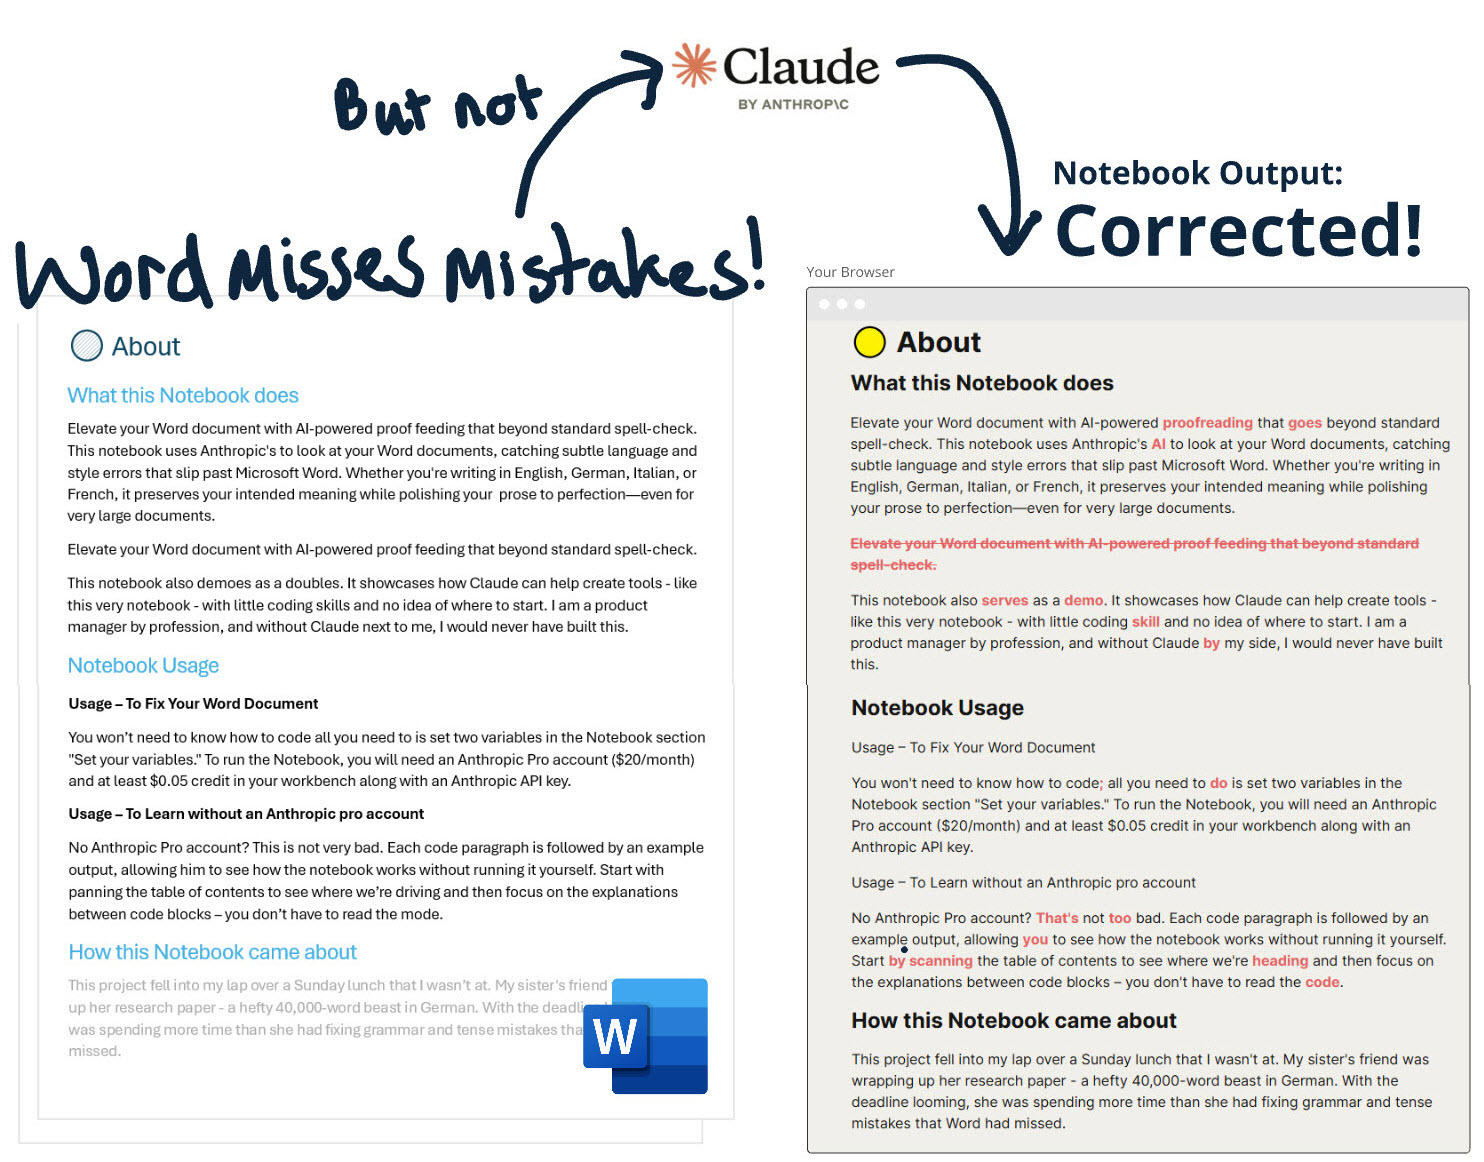 But not
Claude
BY ANTHROP\C
Word Misses Mistakes!
Notebook Output:
Corrected!
About
What this Notebook does
Elevate your Word document with AI-powered proof feeding that beyond standard spell-check.
This notebook uses Anthropic's to look at your Word documents, catching subtle language and
style errors that slip past Microsoft Word. Whether you're writing in English, German, Italian, or
French, it preserves your intended meaning while polishing your  prose to perfection—even for
very large documents.
Elevate your Word document with AI-powered proof feeding that beyond standard spell-check.
This notebook also demoes as a doubles. It showcases how Claude can help create tools - like
this very notebook - with little coding skills and no idea of where to start. I am a product
manager by profession, and without Claude next to me, I would never have built this.
Notebook Usage
Usage – To Fix Your Word Document
You won’t need to know how to code all you need to is set two variables in the Notebook section
"Set your variables." To run the Notebook, you will need an Anthropic Pro account ($20/month)
and at least $0.05 credit in your workbench along with an Anthropic API key.
Usage – To Learn without an Anthropic pro account
No Anthropic Pro account? This is not very bad. Each code paragraph is followed by an example
output, allowing him to see how the notebook works without running it yourself. Start with
panning the table of contents to see where we’re driving and then focus on the explanations
between code blocks – you don’t have to read the mode.
How this Notebook came about
This project fell into my lap over a Sunday lunch that I wasn’t at. My sister’s friend
up her research paper - a hefty 40,000-word beast in German. With the
was spending more time than she had fixing grammar and tense mistakes
missed.
W
Your Browser
About
What this Notebook does
Elevate your Word document with AI-powered proofreading that goes beyond standard
spell-check. This notebook uses Anthropic's AI to look at your Word documents, catching
subtle language and style errors that slip past Microsoft Word. Whether you're writing in
English, German, Italian, or French, it preserves your intended meaning while polishing
your prose to perfection—even for very large documents.
Elevate your Word document with AI-powered proof feeding that beyond standard
spell-check.
This notebook also serves as a demo. It showcases how Claude can help create tools -
like this very notebook - with little coding skill and no idea of where to start. I am a
product manager by profession, and without Claude by my side, I would never have built
this.
Notebook Usage
Usage – To Fix Your Word Document
You won't need to know how to code; all you need to do is set two variables in the
Notebook section "Set your variables." To run the Notebook, you will need an Anthropic
Pro account ($20/month) and at least $0.05 credit in your workbench along with an
Anthropic API key.
Usage – To Learn without an Anthropic pro account
No Anthropic Pro account? That's not too bad. Each code paragraph is followed by an
example output, allowing you to see how the notebook works without running it yourself.
Start by scanning the table of contents to see where we're heading and then focus on
the explanations between code blocks – you don't have to read the code.
How this Notebook came about
This project fell into my lap over a Sunday lunch that I wasn't at. My sister's friend was
wrapping up her research paper - a hefty 40,000-word beast in German. With the
deadline looming, she was spending more time than she had fixing grammar and tense
mistakes that Word had missed.